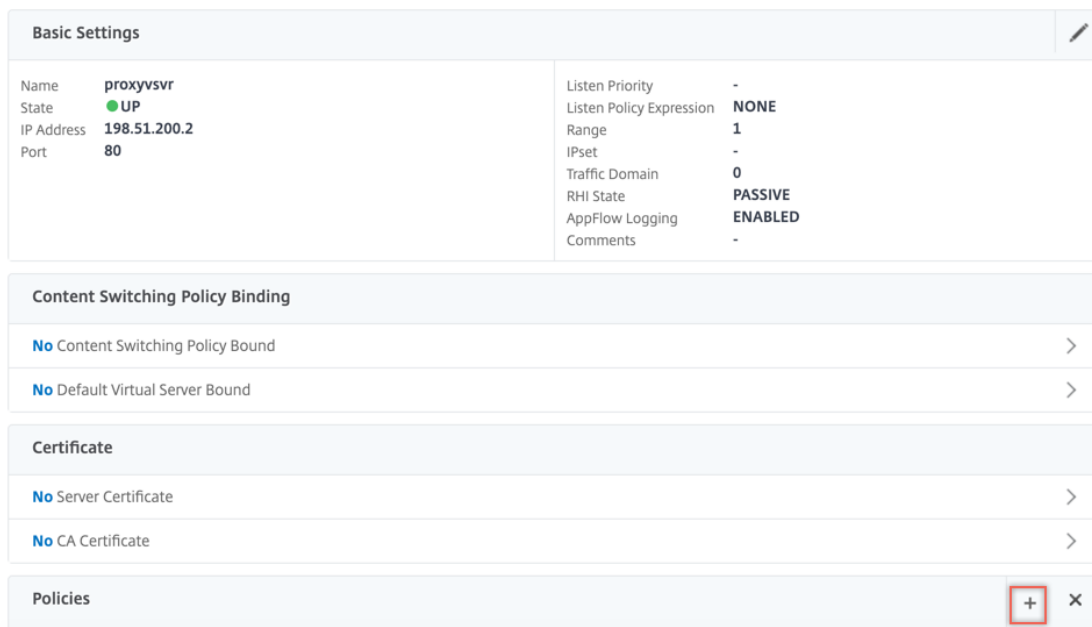 Basic Settings
Name proxyvsvr
State UP
IP Address 198.51.200.2
Port 80
Listen Priority -
Listen Policy Expression NONE
Range 1
IPset -
Traffic Domain 0
RHI State PASSIVE
AppFlow Logging ENABLED
Comments -
Content Switching Policy Binding
No Content Switching Policy Bound
No Default Virtual Server Bound
Certificate
No Server Certificate
No CA Certificate
Policies